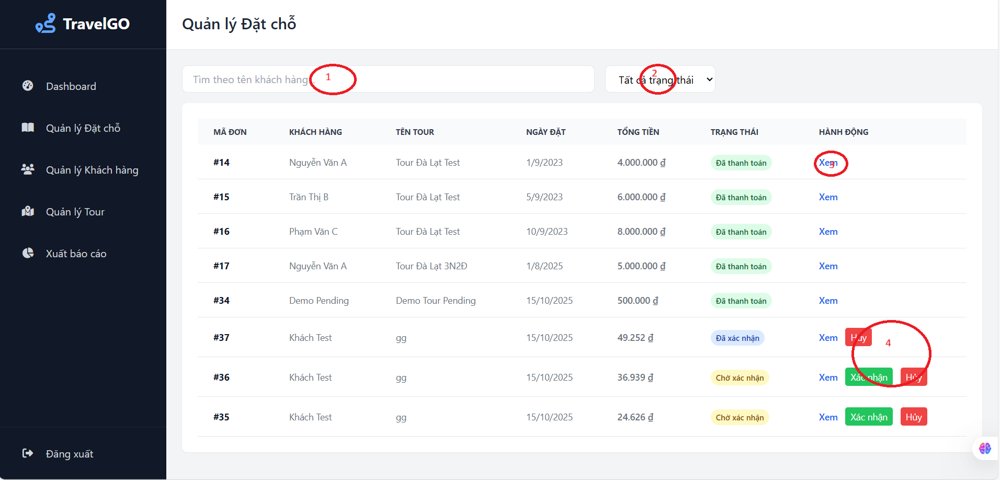 TravelGO
Quản lý Đặt chỗ
Dashboard
Quản lý Đặt chỗ
Quản lý Khách hàng
Quản lý Tour
Xuất báo cáo
Đăng xuất
Tìm theo tên khách hàng... 1
Tất cả trạng thái 2
MÃ ĐƠN KHÁCH HÀNG TÊN TOUR NGÀY ĐẶT TỔNG TIỀN TRẠNG THÁI HÀNH ĐỘNG
#14 Nguyễn Văn A Tour Đà Lạt Test 1/9/2023 4.000.000 ₫ Đã thanh toán Xem 3
#15 Trần Thị B Tour Đà Lạt Test 5/9/2023 6.000.000 ₫ Đã thanh toán Xem
#16 Phạm Văn C Tour Đà Lạt Test 10/9/2023 8.000.000 ₫ Đã thanh toán Xem
#17 Nguyễn Văn A Tour Đà Lạt 3N2Đ 1/8/2025 5.000.000 ₫ Đã thanh toán Xem
#34 Demo Pending Demo Tour Pending 15/10/2025 500.000 ₫ Đã thanh toán Xem
#37 Khách Test gg 15/10/2025 49.252 ₫ Đã xác nhận Xem Hủy 4
#36 Khách Test gg 15/10/2025 36.939 ₫ Chờ xác nhận Xem Xác nhận Hủy
#35 Khách Test gg 15/10/2025 24.626 ₫ Chờ xác nhận Xem Xác nhận Hủy